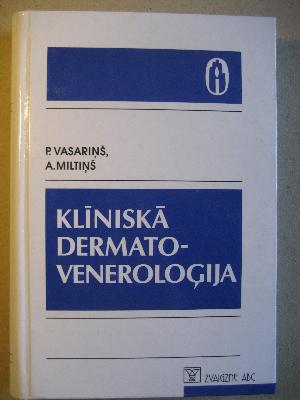 P. VASARIŅŠ,
A. MILTIŅŠ
KLĪNISKĀ
DERMATO-
VENEROLOĢIJA
ZVAIGZNE ABC